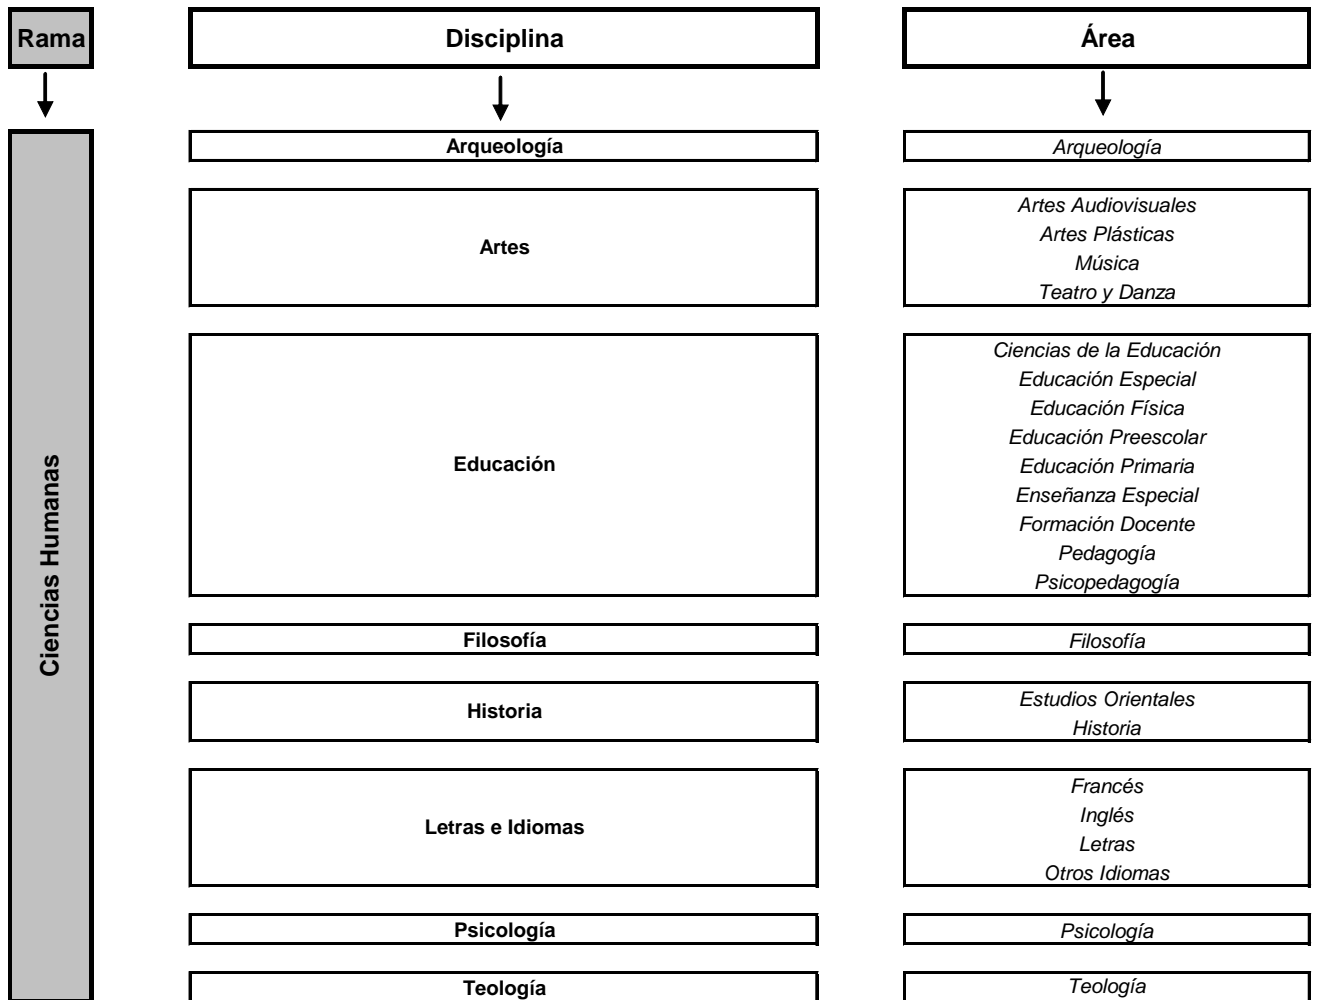 Rama
Disciplina
Área
Ciencias Humanas
Arqueología
Arqueología
Artes
Artes Audiovisuales
Artes Plásticas
Música
Teatro y Danza
Educación
Ciencias de la Educación
Educación Especial
Educación Física
Educación Preescolar
Educación Primaria
Enseñanza Especial
Formación Docente
Pedagogía
Psicopedagogía
Filosofía
Filosofía
Historia
Estudios Orientales
Historia
Letras e Idiomas
Francés
Inglés
Letras
Otros Idiomas
Psicología
Psicología
Teología
Teología